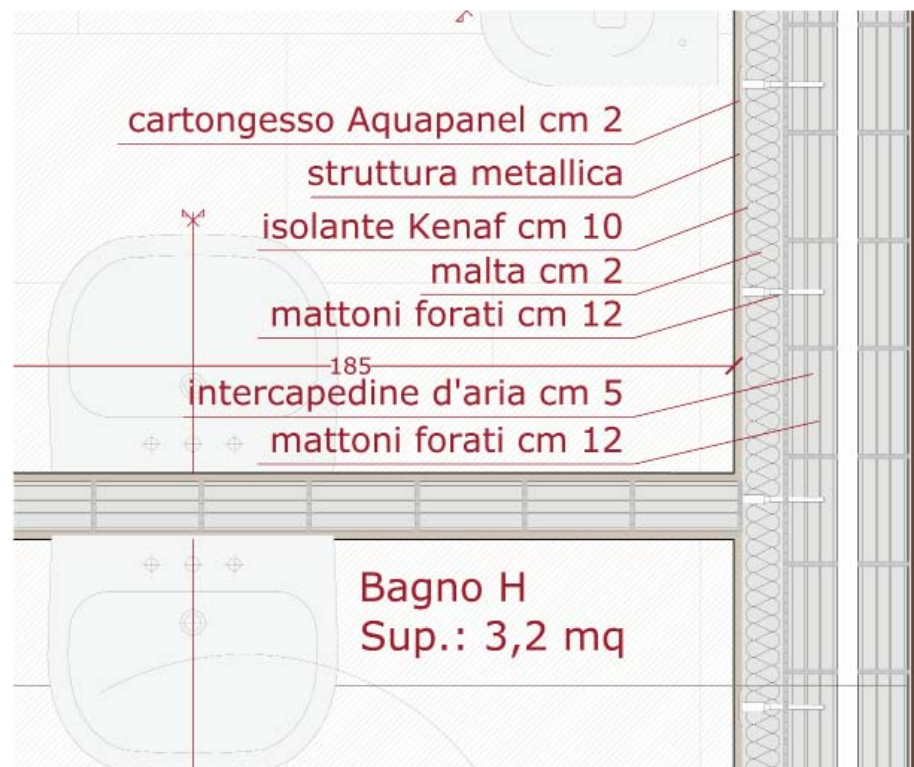 cartongesso Aquapanel cm 2
struttura metallica
isolante Kenaf cm 10
malta cm 2
mattoni forati cm 12
185
intercapedine d'aria cm 5
mattoni forati cm 12
Bagno H
Sup.: 3,2 mq